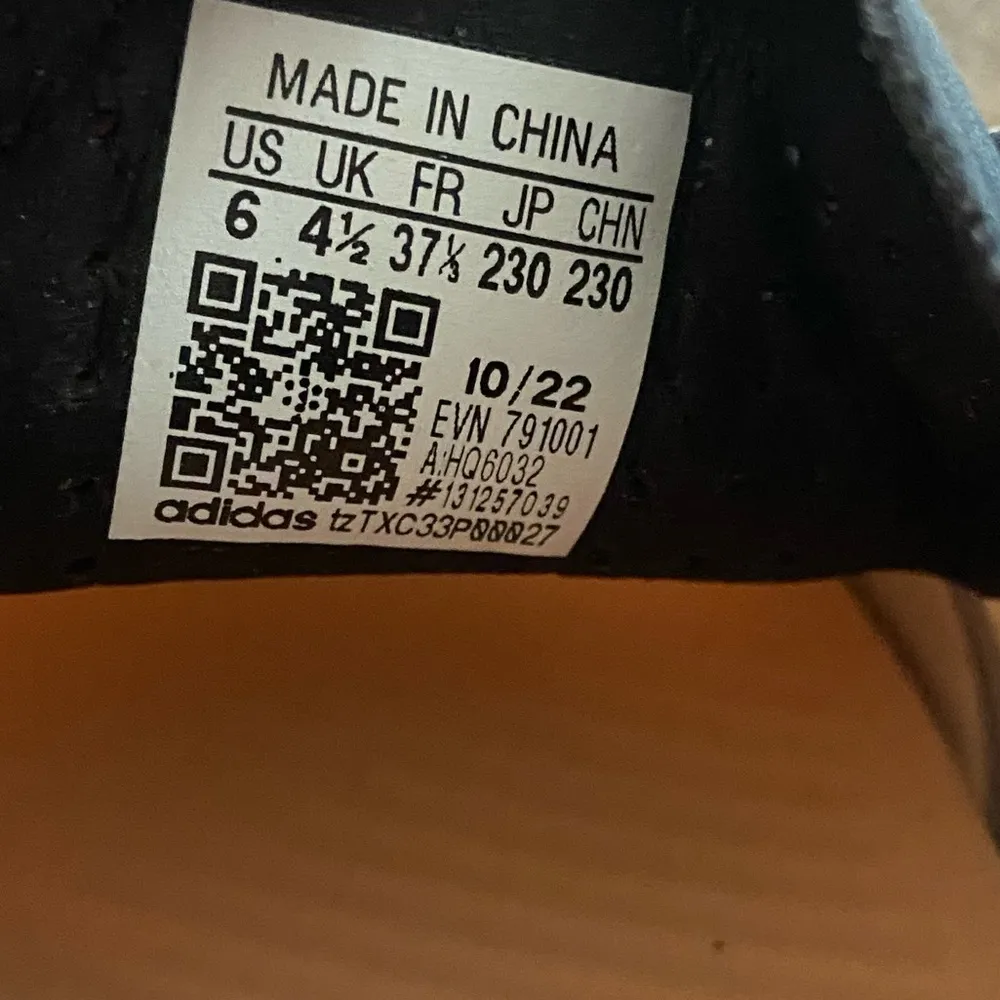 MADE IN CHINA
US UK FR JP CHN
6 4½ 37⅓ 230 230
10/22
EVN 791001
A:HQ6032
#131257039
adidas tzTXC33P00027